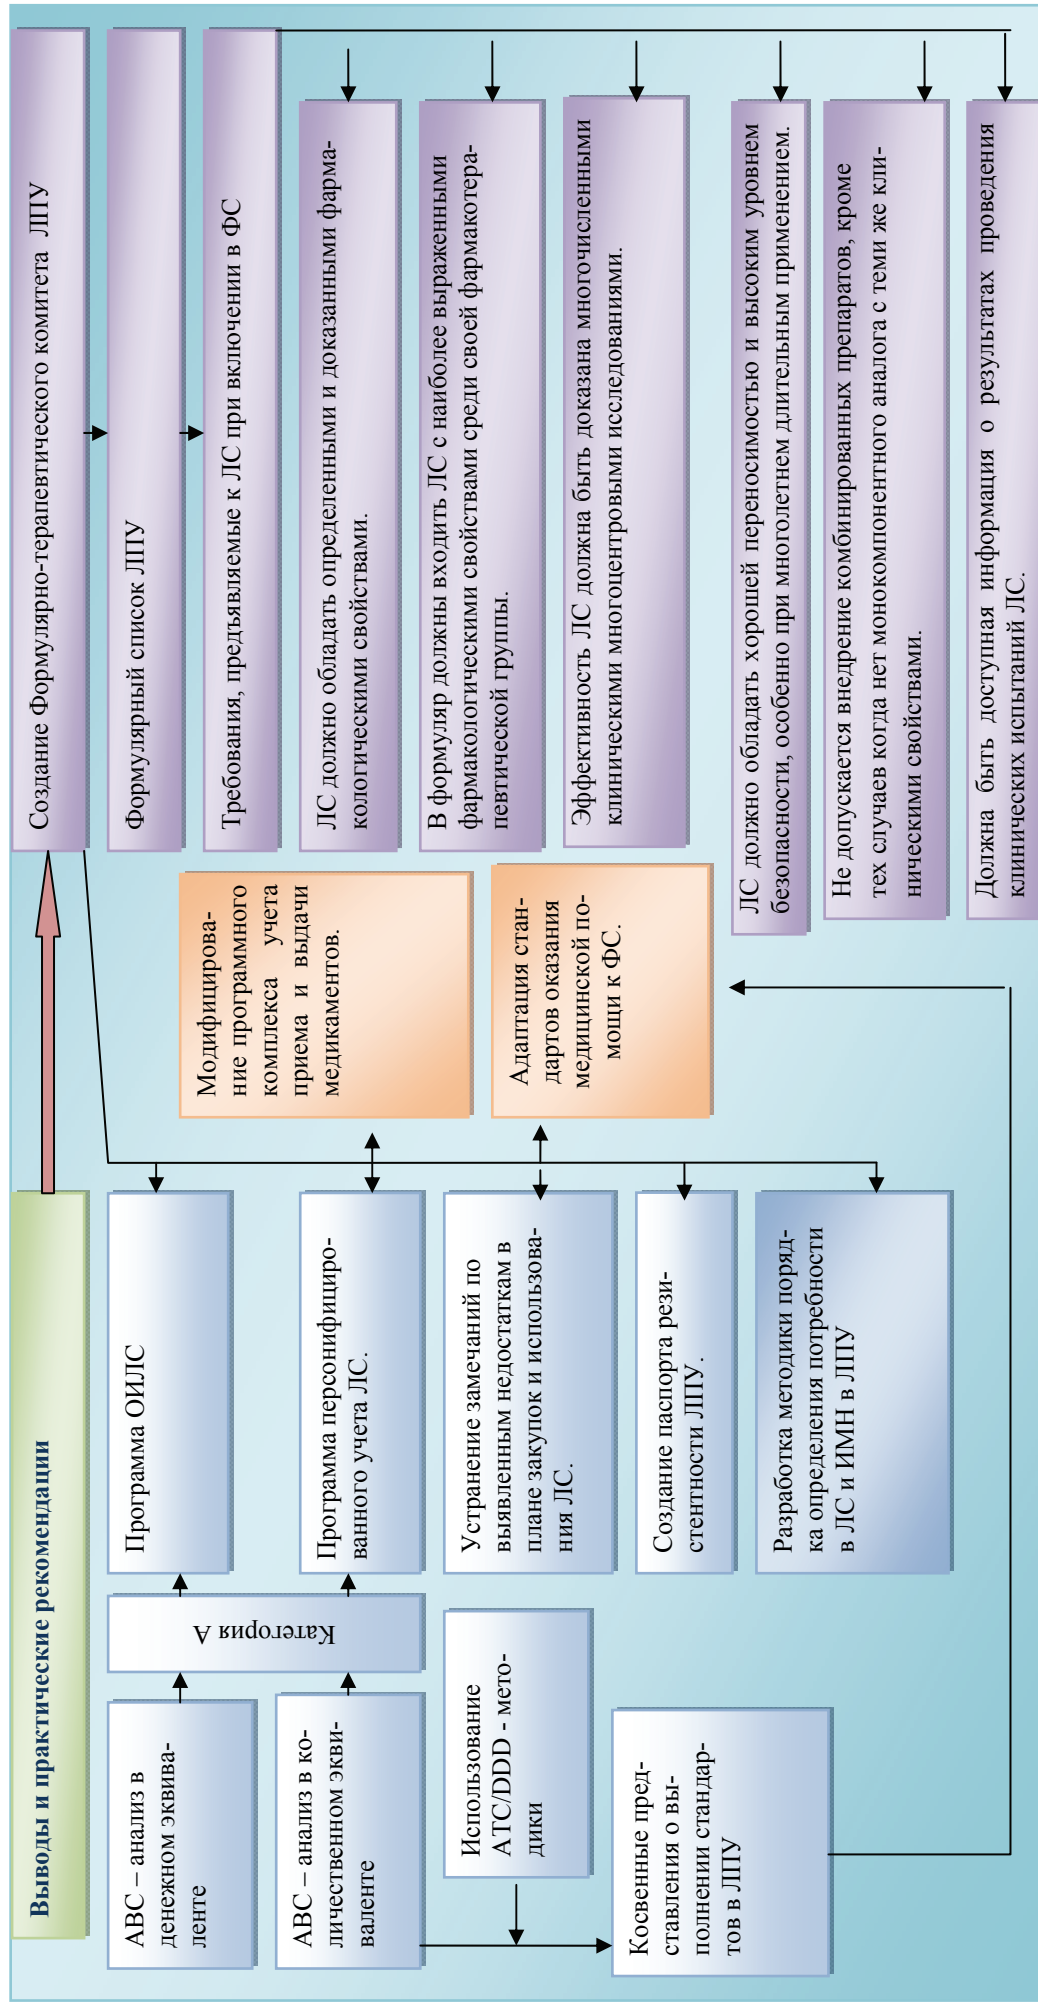 Выводы и практические рекомендации
АВС – анализ в
денежном эквива-
ленте
АВС – анализ в ко-
личественном экви-
валенте
Категория А
Использование
АТС/DDD - мето-
дики
Косвенные пред-
ставления о вы-
полнении стандар-
тов в ЛПУ
Программа ОИЛС
Программа персонифициро-
ванного учета ЛС.
Устранение замечаний по
выявленным недостаткам в
плане закупок и использова-
ния ЛС.
Создание паспорта рези-
стентности ЛПУ.
Разработка методики поряд-
ка определения потребности
в ЛС и ИМН в ЛПУ
Модифицирова-
ние программного
комплекса учета
приема и выдачи
медикаментов.
Адаптация стан-
дартов оказания
медицинской по-
мощи к ФС.
Создание Формулярно-терапевтического комитета ЛПУ
Формулярный список ЛПУ
Требования, предъявляемые к ЛС при включении в ФС
ЛС должно обладать определенными и доказанными фарма-
кологическими свойствами.
В формуляр должны входить ЛС с наиболее выраженными
фармакологическими свойствами среди своей фармакотера-
певтической группы.
Эффективность ЛС должна быть доказана многочисленными
клиническими многоцентровыми исследованиями.
ЛС должно обладать хорошей переносимостью и высоким уровнем
безопасности, особенно при многолетнем длительным применением.
Не допускается внедрение комбинированных препаратов, кроме
тех случаев когда нет монокомпонентного аналога с теми же кли-
ническими свойствами.
Должна быть доступная информация о результатах проведения
клинических испытаний ЛС.